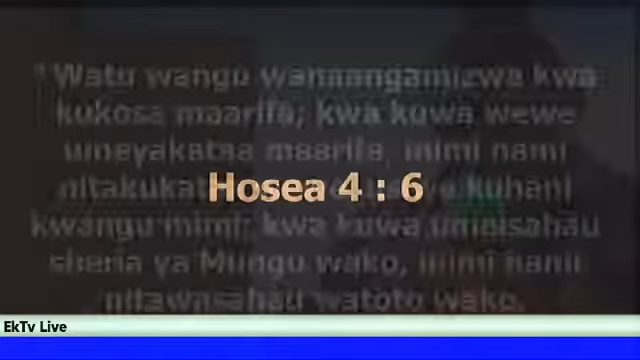 "Watu wangu wanaangamizwa kwa
kukosa maarifa; kwa kuwa wewe
umeyakataa maarifa, mimi nami
Hosea 4 : 6
kuhani
kwangu mimi; kwa kuwa umeisahau
sheria ya Mungu wako, mimi nami
nitawasahau watoto wako.
EkTv Live